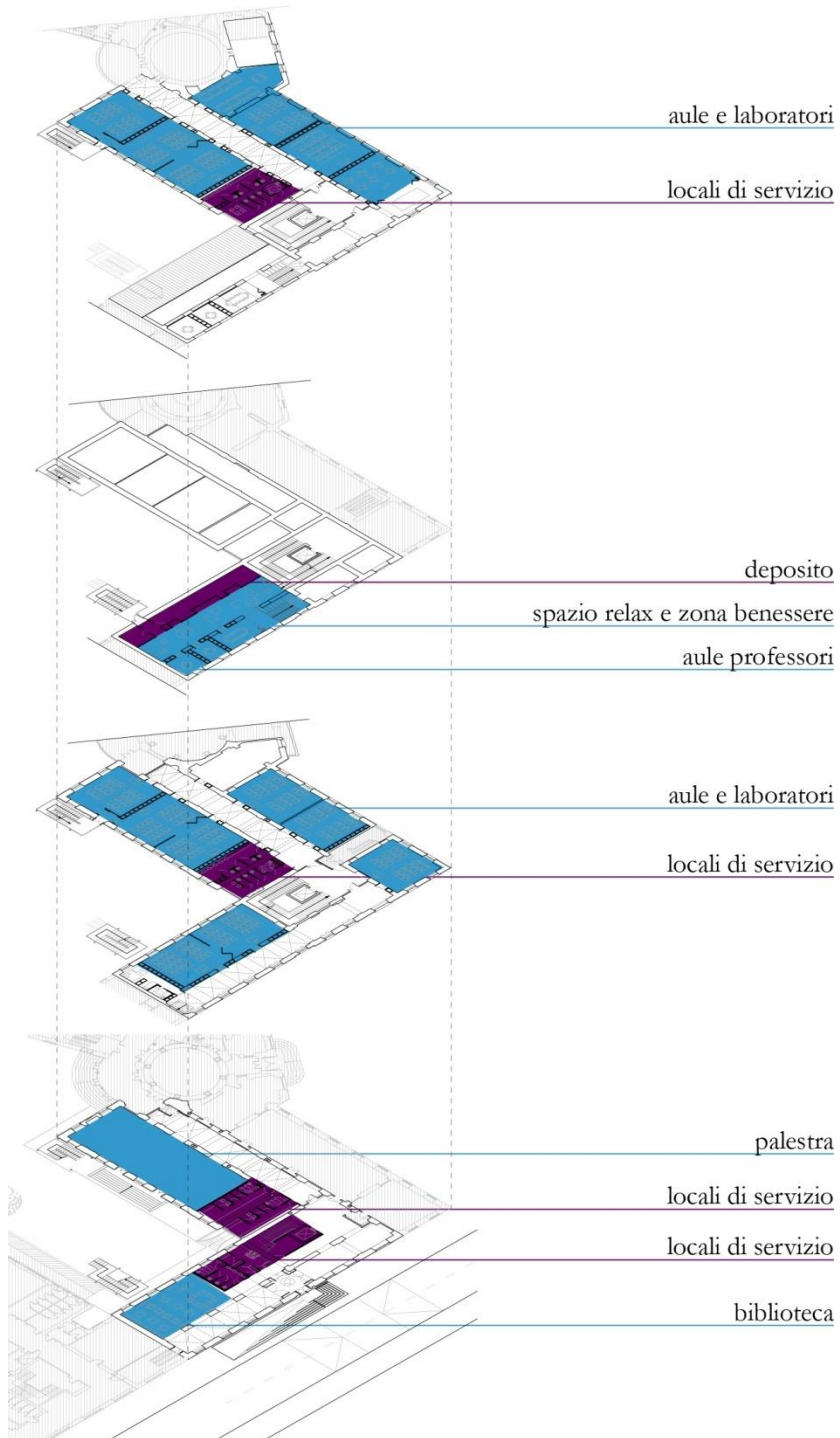 aule e laboratori
locali di servizio
deposito
spazio relax e zona benessere
aule professori
aule e laboratori
locali di servizio
palestra
locali di servizio
locali di servizio
biblioteca